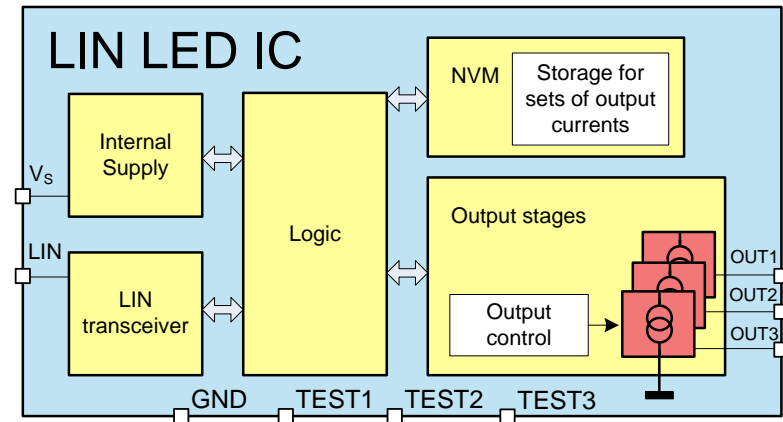 LIN LED IC
NVM
Storage for
sets of output
currents
Internal
Supply
Vs
Logic
Output stages
LIN
LIN
transceiver
Output
control
OUT1
OUT2
OUT3
GND
TEST1
TEST2
TEST3